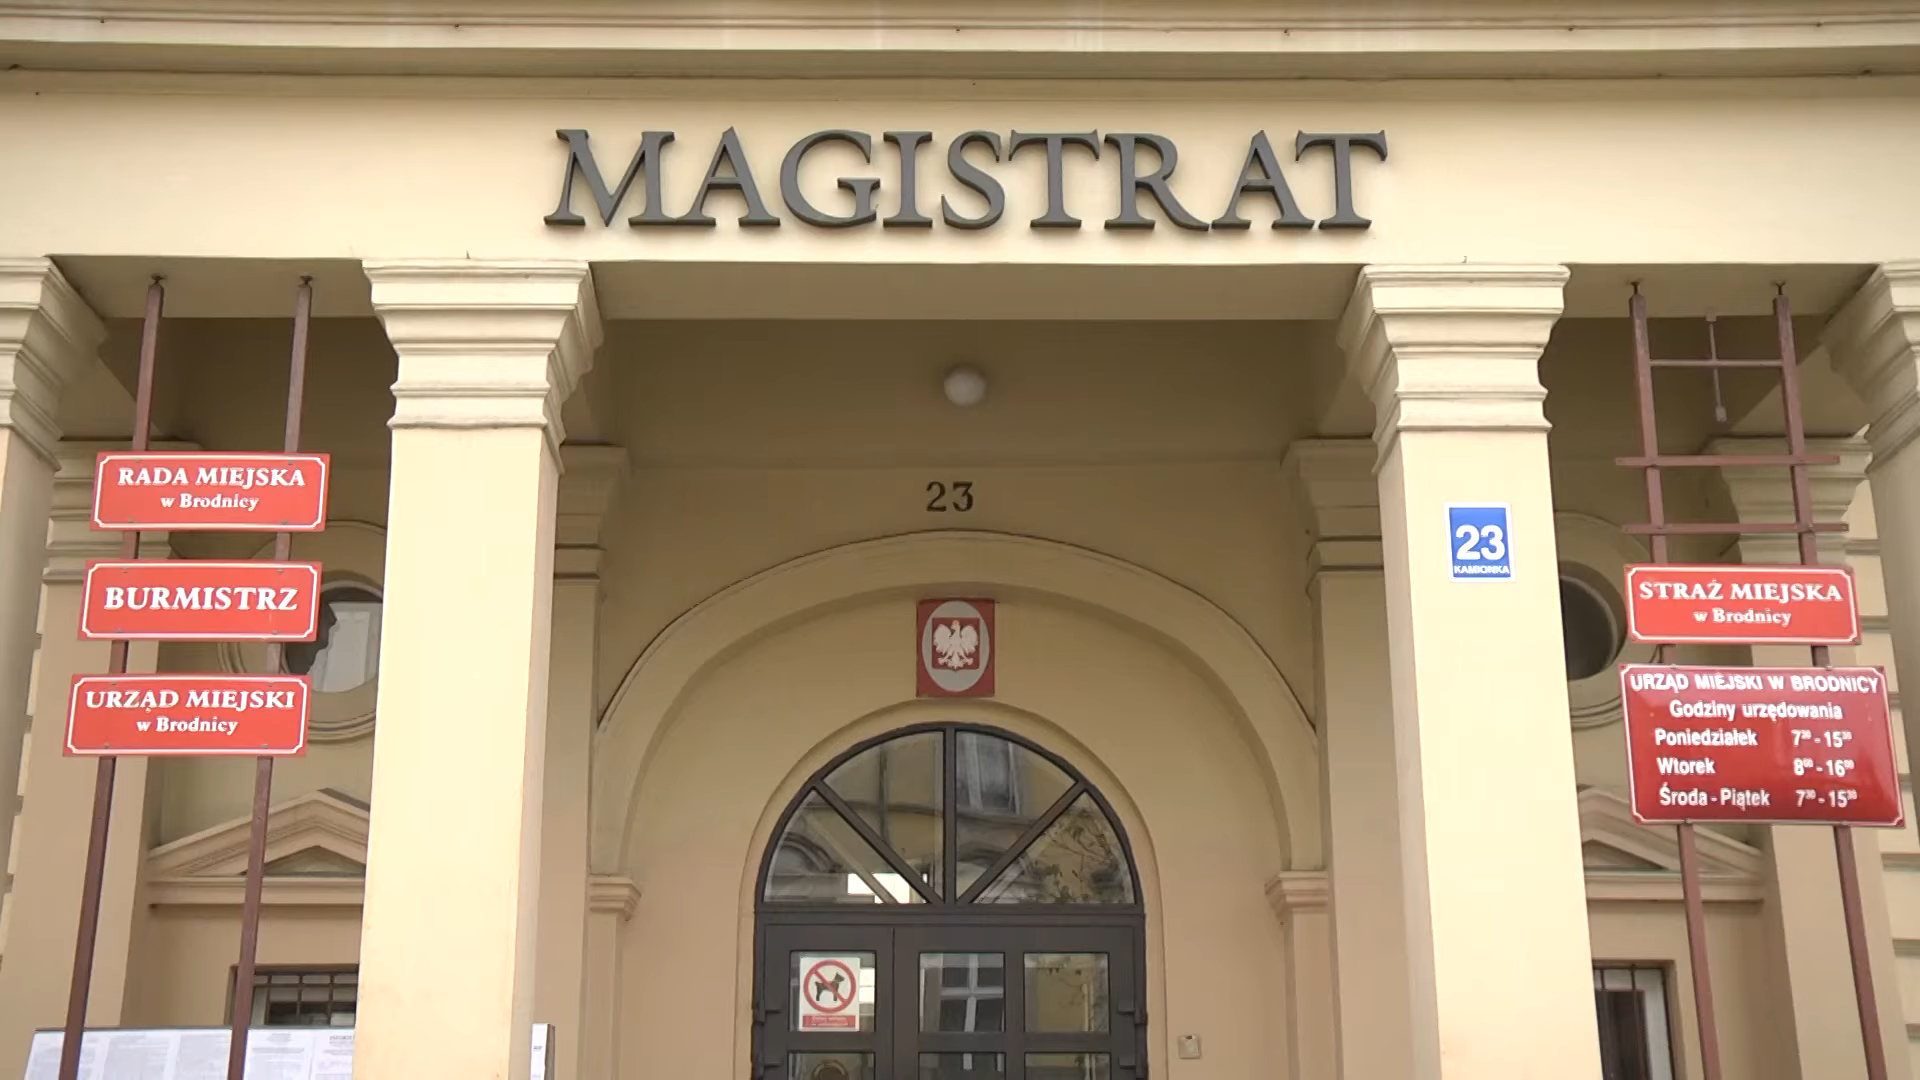 MAGISTRAT
23
RADA MIEJSKA
w Brodnicy
BURMISTRZ
URZĄD MIEJSKI
w Brodnicy
23
KAMIONKA
STRAŻ MIEJSKA
w Brodnicy
URZĄD MIEJSKI W BRODNICY
Godziny urzędowania
Poniedziałek 7³⁰ - 15³⁰
Wtorek 8⁰⁰ - 16⁰⁰
Środa - Piątek 7³⁰ - 15³⁰